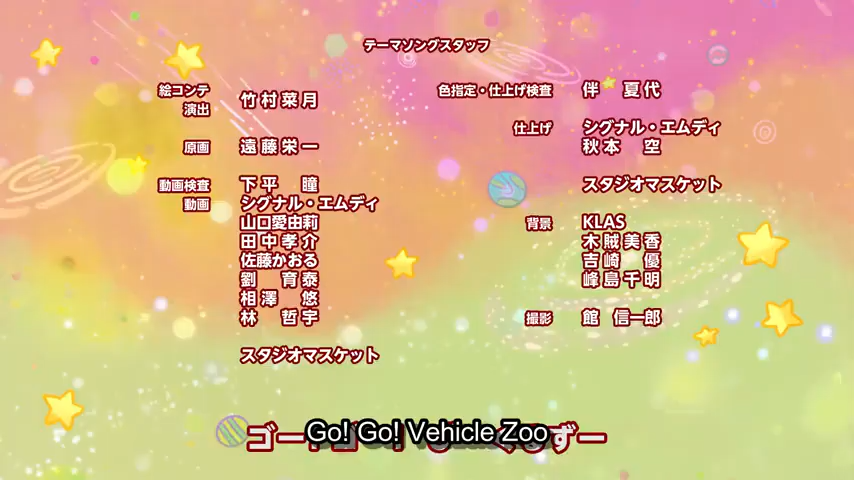 テーマソングスタッフ
絵コンテ
演出
竹村菜月
原画
遠藤栄一
動画検査
下平 瞳
動画
シグナル・エムディ
山口愛由莉
田中孝介
佐藤かおる
劉 育泰
相澤 悠
林 哲宇
スタジオマスケット
色指定・仕上げ検査
伴 夏代
仕上げ
シグナル・エムディ
秋本 空
スタジオマスケット
背景
KLAS
木賊美香
吉崎 優
峰島千明
撮影
館 信一郎
Go! Go! Vehicle Zoo